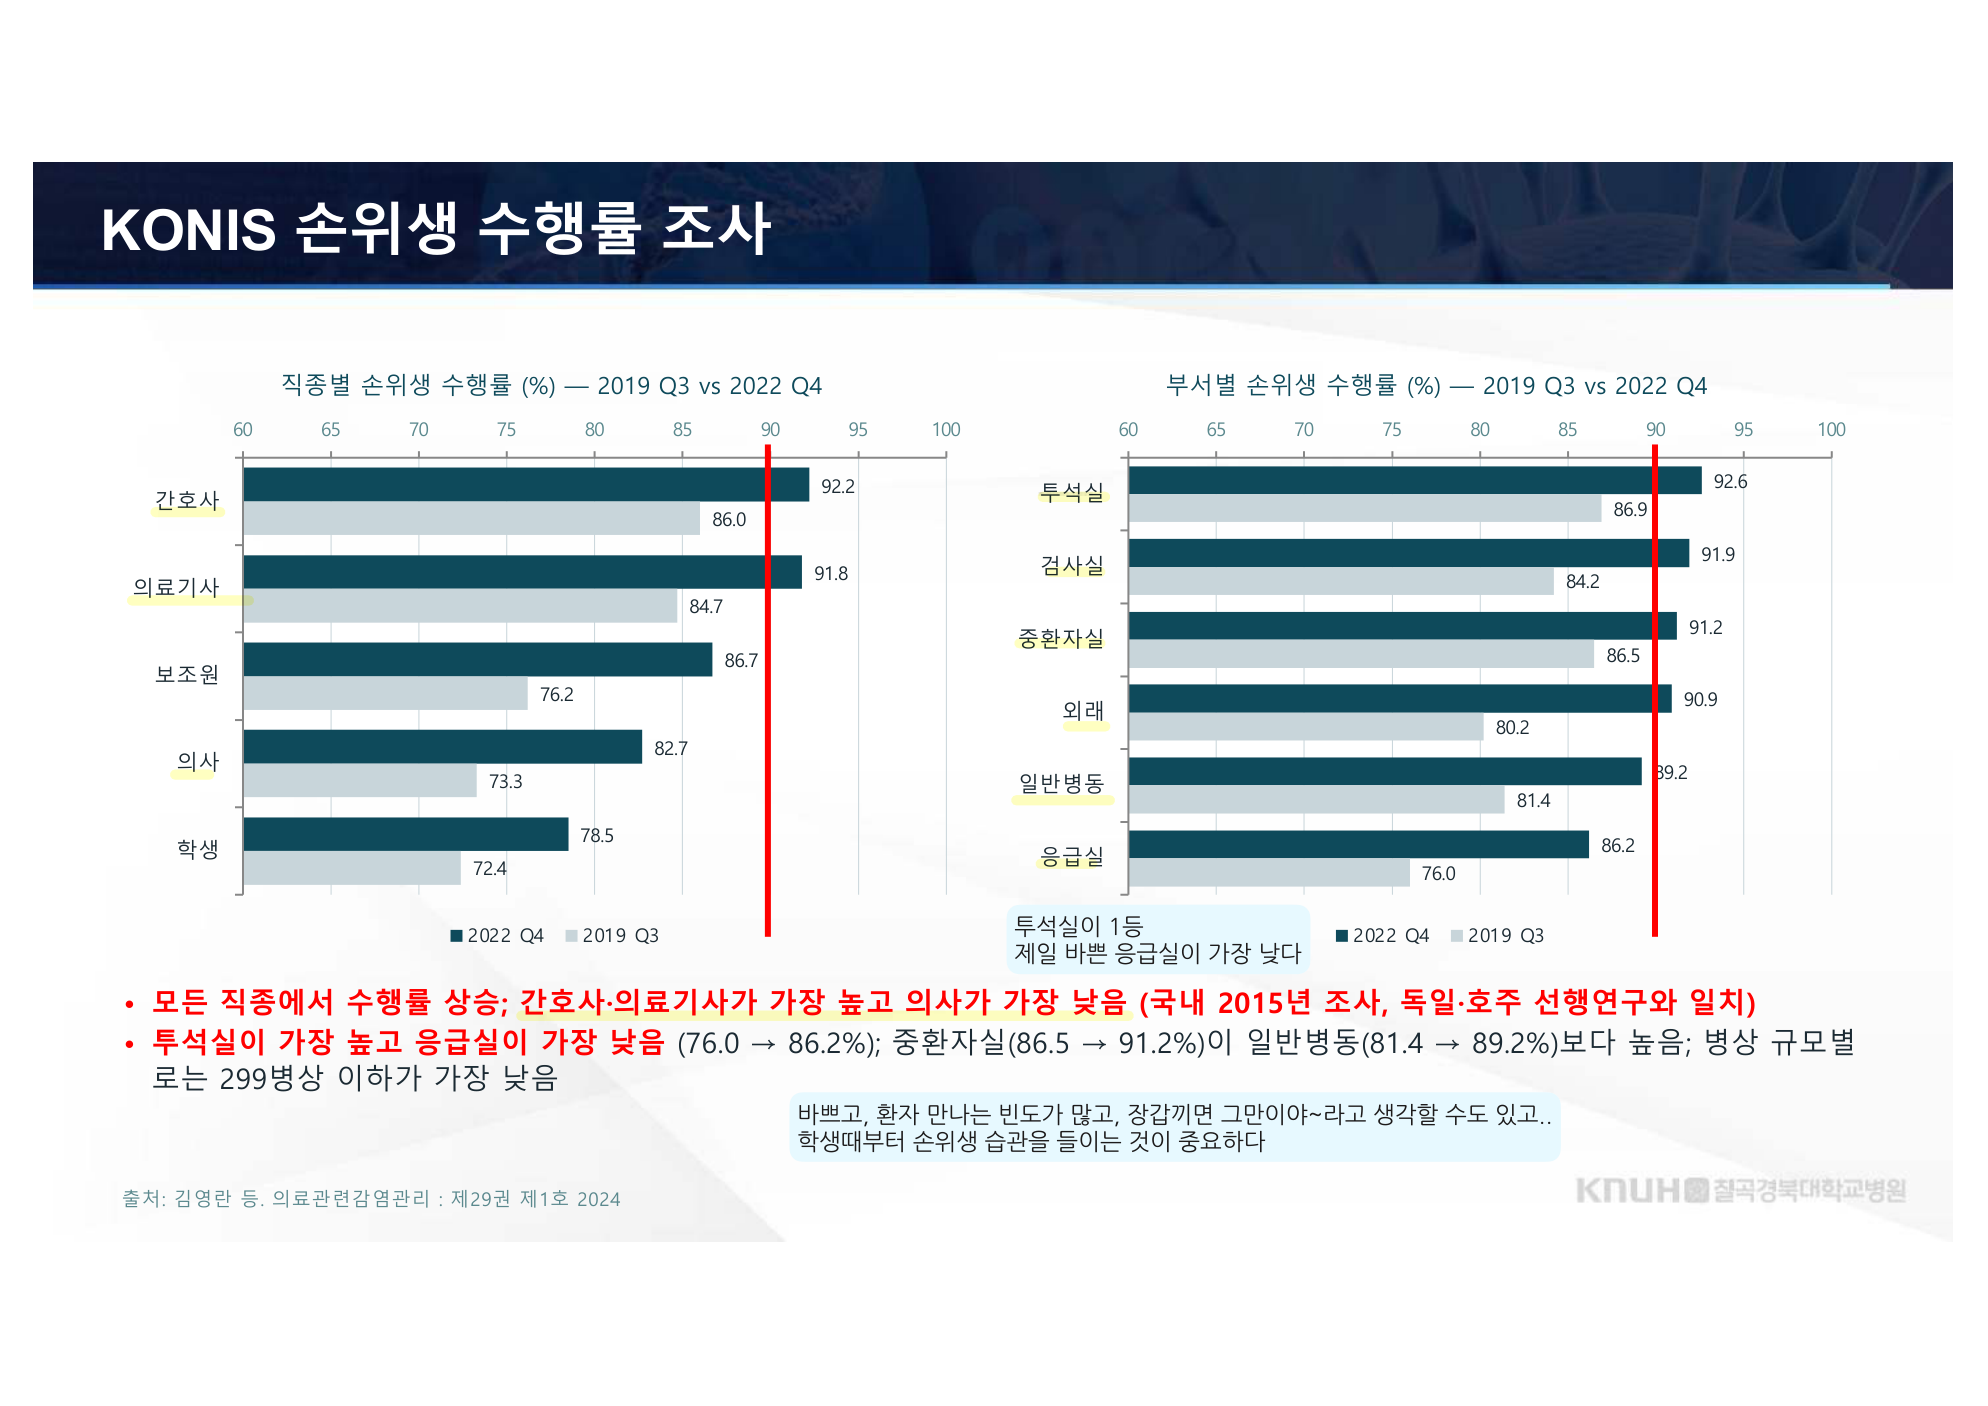 KONIS 손위생 수행률 조사
직종별 손위생 수행률 (%) — 2019 Q3 vs 2022 Q4
60 65 70 75 80 85 90 95 100
간호사 92.2
86.0
의료기사 91.8
84.7
보조원 86.7
76.2
의사 82.7
73.3
학생 78.5
72.4
2022 Q4 2019 Q3
부서별 손위생 수행률 (%) — 2019 Q3 vs 2022 Q4
60 65 70 75 80 85 90 95 100
투석실 92.6
86.9
검사실 91.9
84.2
중환자실 91.2
86.5
외래 90.9
80.2
일반병동 89.2
81.4
응급실 86.2
76.0
2022 Q4 2019 Q3
투석실이 1등
제일 바쁜 응급실이 가장 낮다
• 모든 직종에서 수행률 상승; 간호사·의료기사가 가장 높고 의사가 가장 낮음 (국내 2015년 조사, 독일·호주 선행연구와 일치)
• 투석실이 가장 높고 응급실이 가장 낮음 (76.0 → 86.2%); 중환자실(86.5 → 91.2%)이 일반병동(81.4 → 89.2%)보다 높음; 병상 규모별
로는 299병상 이하가 가장 낮음
바쁘고, 환자 만나는 빈도가 많고, 장갑끼면 그만이야~라고 생각할 수도 있고..
학생때부터 손위생 습관을 들이는 것이 중요하다
출처: 김영란 등. 의료관련감염관리 : 제29권 제1호 2024
KNUH 칠곡경북대학교병원